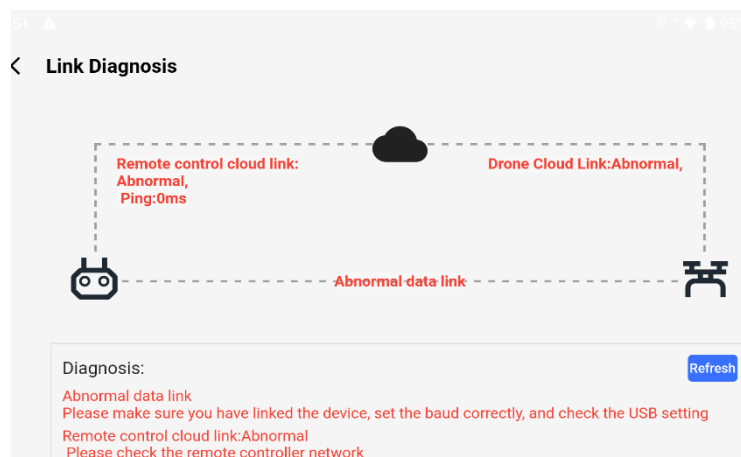 51
95
Link Diagnosis
Remote control cloud link:
Abnormal,
Ping:0ms
Drone Cloud Link:Abnormal,
Abnormal data link
Diagnosis:
Refresh
Abnormal data link
Please make sure you have linked the device, set the baud correctly, and check the USB setting
Remote control cloud link:Abnormal
Please check the remote controller network